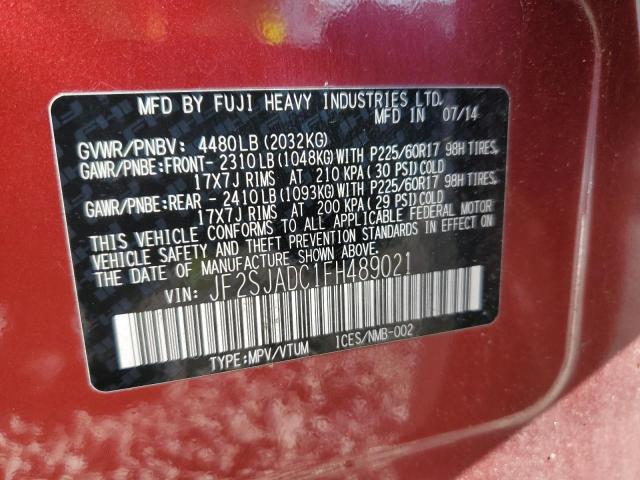 MFD BY FUJI HEAVY INDUSTRIES LTD.
MFD IN 07/14
GVWR/PNBV: 4480LB (2032KG)
GAWR/PNBE:FRONT- 2310LB (1048KG)WITH P225/60R17 98H TIRES,
17X7J RIMS AT 210 KPA (30 PSI)COLD
GAWR/PNBE:REAR - 2410LB (1093KG)WITH P225/60R17 98H TIRES,
17X7J RIMS AT 200 KPA (29 PSI)COLD
THIS VEHICLE CONFORMS TO ALL APPLICABLE FEDERAL MOTOR
VEHICLE SAFETY, BUMPER,
AND THEFT PREVENTION STANDARDS IN EFFECT ON
THE DATE OF MANUFACTURE SHOWN ABOVE.
VIN: JF2SJADC1FH489021
TYPE:MPV/VTUM 1CES/NMB-002